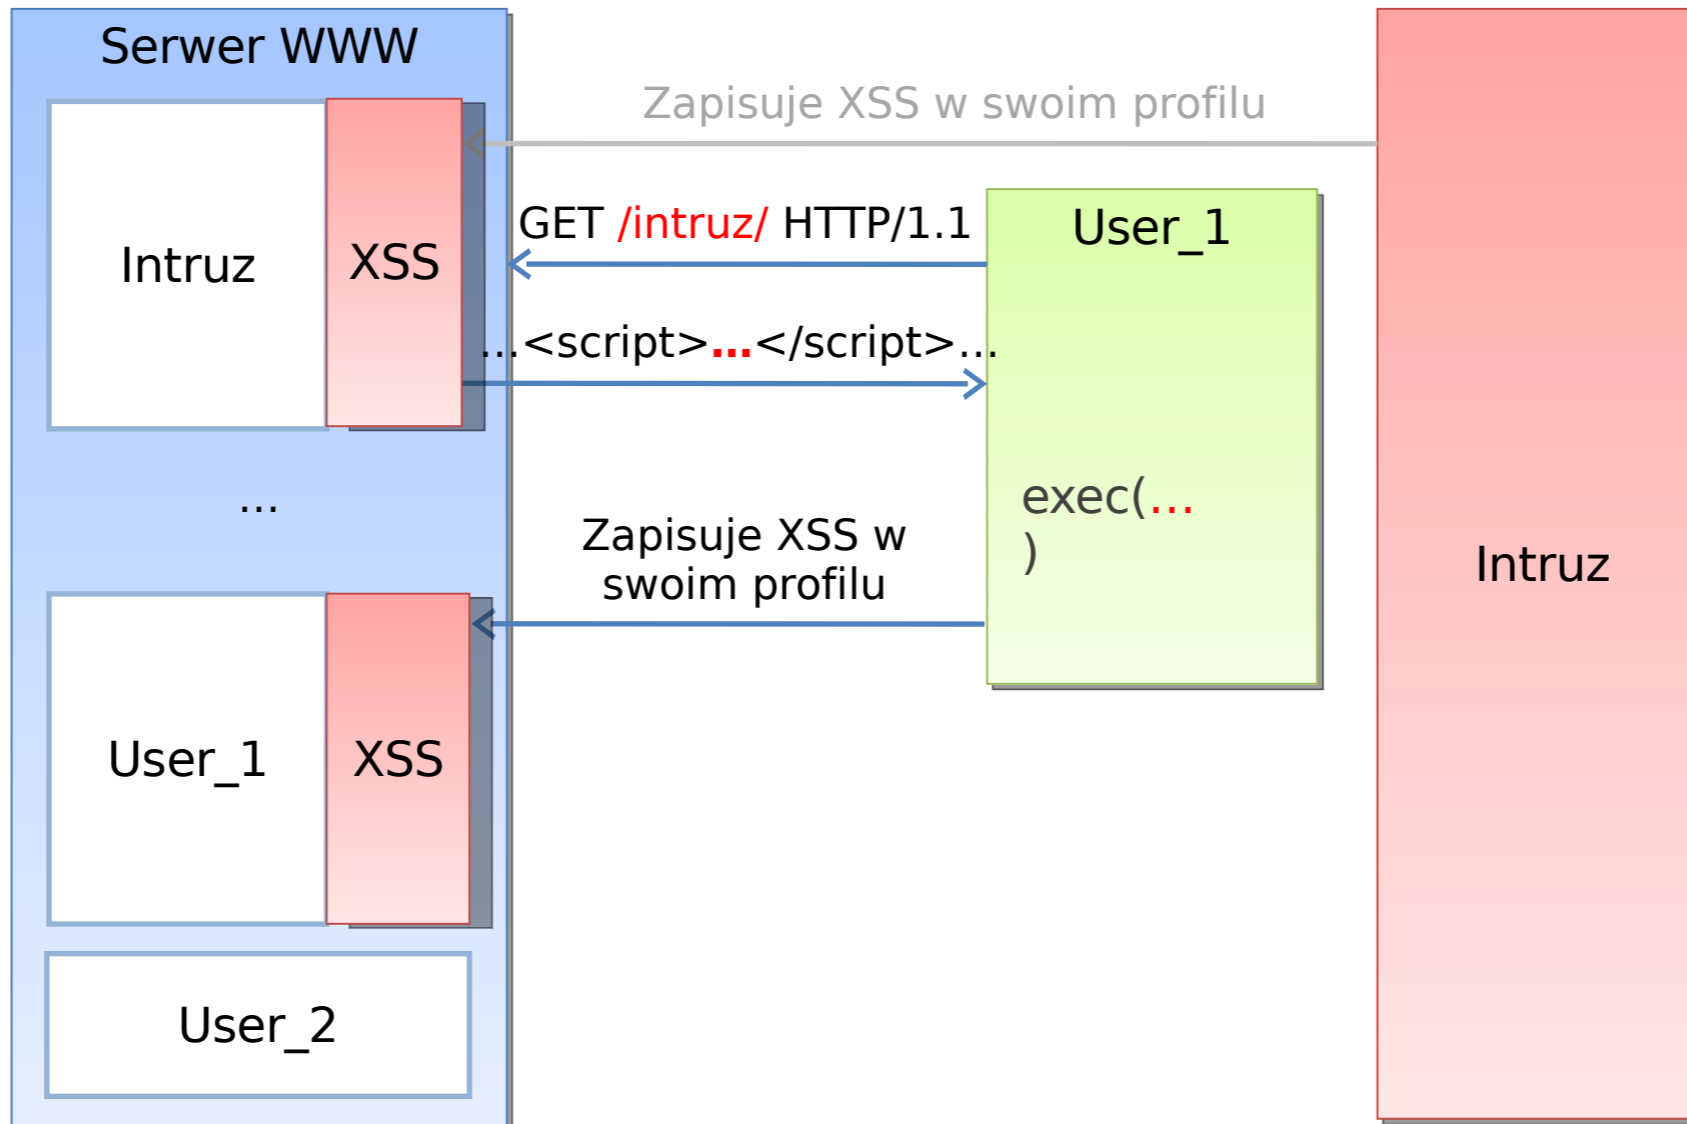 Serwer WWW
Zapisuje XSS w swoim profilu
Intruz
XSS
GET /intruz/ HTTP/1.1
User_1
...<script>...</script>...
...
exec(...
)
Zapisuje XSS w
swoim profilu
Intruz
User_1
XSS
User_2